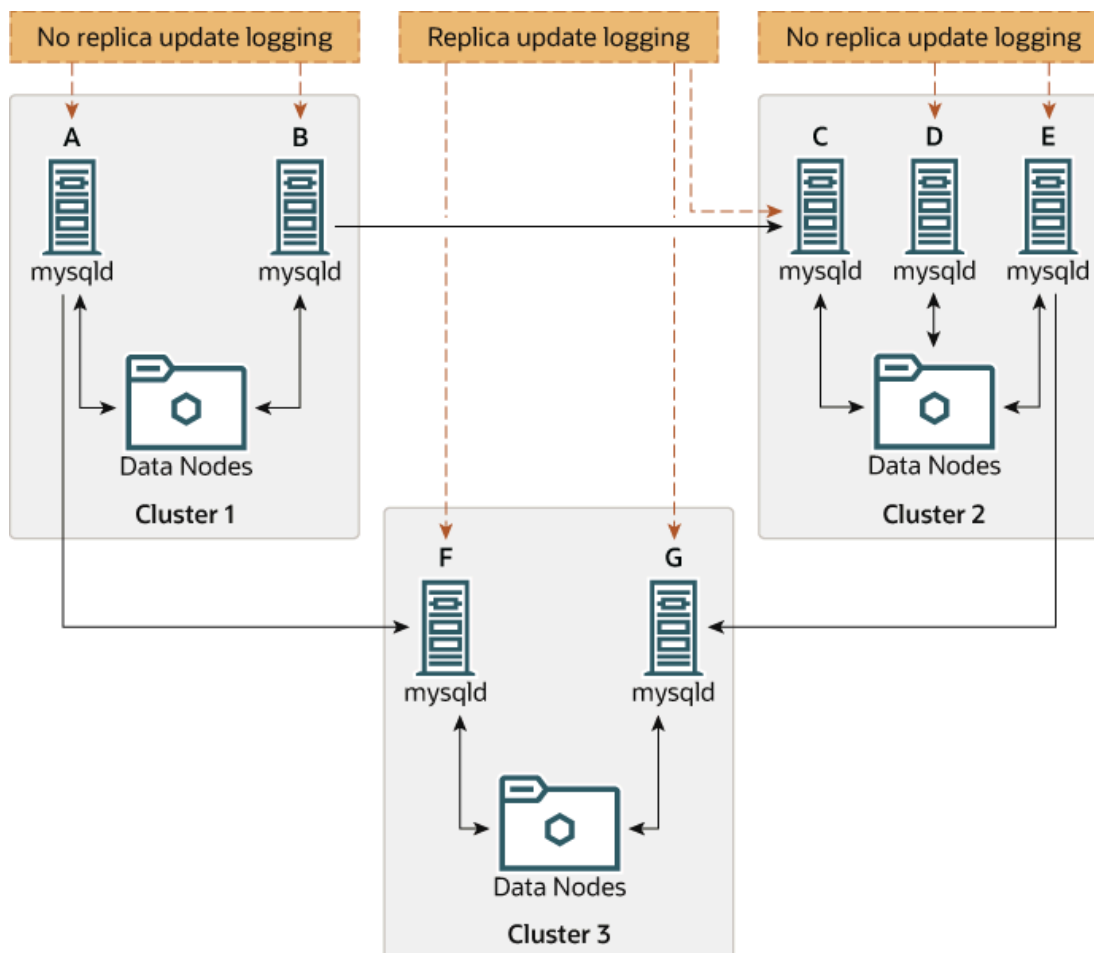 No replica update logging
Replica update logging
No replica update logging
A
B
C
D
E
mysqld
mysqld
mysqld
mysqld
mysqld
Data Nodes
Data Nodes
Cluster 1
Cluster 2
F
G
mysqld
mysqld
Data Nodes
Cluster 3